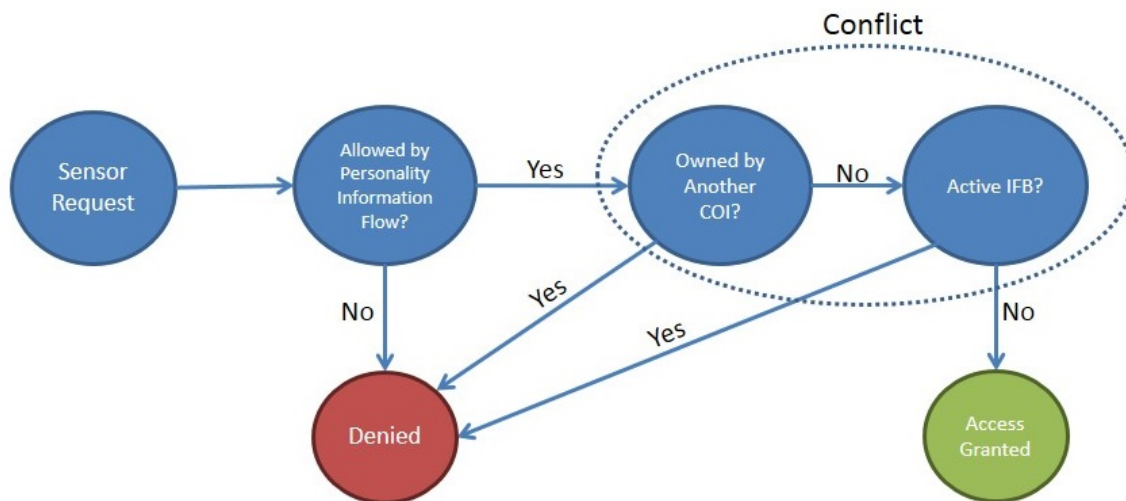 Conflict
Sensor
Request
Allowed by
Personality
Information
Flow?
Yes
Owned by
Another
COI?
No
Active IFB?
No
Yes
Yes
No
Denied
Access
Granted